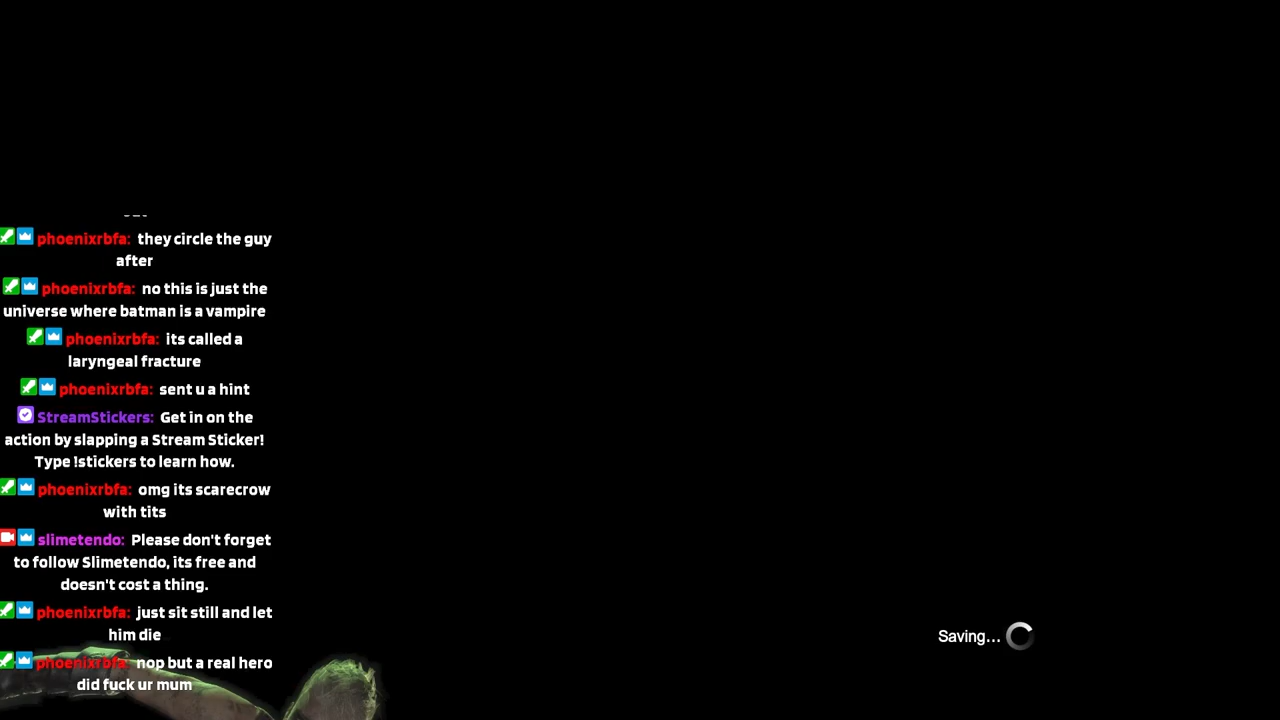 phoenixrbfa: they circle the guy
after
phoenixrbfa: no this is just the
universe where batman is a vampire
phoenixrbfa: its called a
laryngeal fracture
phoenixrbfa: sent u a hint
StreamStickers: Get in on the
action by slapping a Stream Sticker!
Type !stickers to learn how.
phoenixrbfa: omg its scarecrow
with tits
slimetendo: Please don't forget
to follow Slimetendo, its free and
doesn't cost a thing.
phoenixrbfa: just sit still and let
him die
Saving...
phoenixrbfa: nop but a real hero
did fuck ur mum